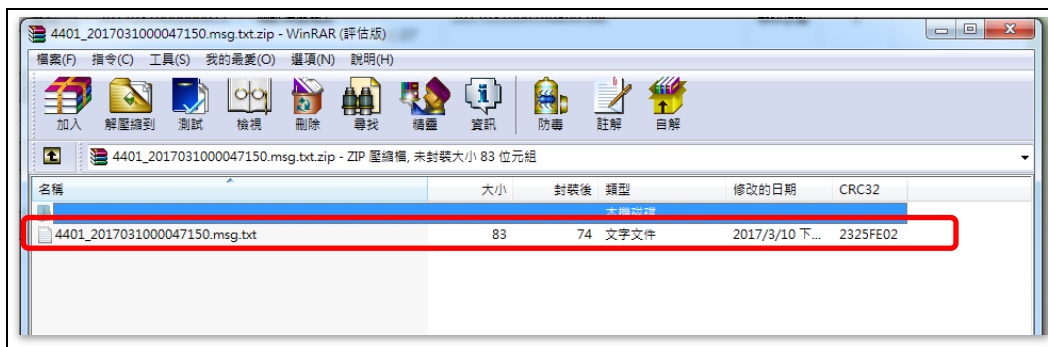 4401_2017031000047150.msg.txt.zip - WinRAR (評估版)
檔案(F) 指令(C) 工具(S) 我的最愛(O) 選項(N) 說明(H)
加入 解壓縮到 測試 檢視 刪除 尋找 精靈 資訊 防毒 註解 自解
4401_2017031000047150.msg.txt.zip - ZIP 壓縮檔, 未封裝大小 83 位元組
名稱 大小 封裝後 類型 修改的日期 CRC32
本機磁碟
4401_2017031000047150.msg.txt 83 74 文字文件 2017/3/10 下... 2325FE02